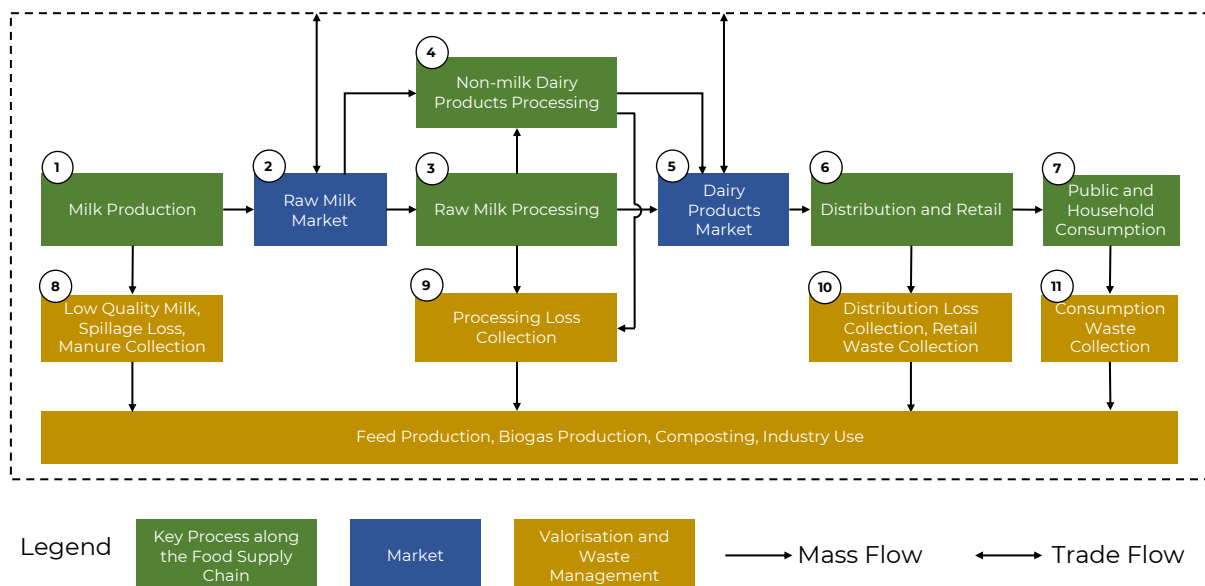 4
Non-milk Dairy
Products Processing
1
Milk Production
2
Raw Milk
Market
3
Raw Milk Processing
5
Dairy
Products
Market
6
Distribution and Retail
7
Public and
Household
Consumption
8
Low Quality Milk,
Spillage Loss,
Manure Collection
9
Processing Loss
Collection
10
Distribution Loss
Collection, Retail
Waste Collection
11
Consumption
Waste
Collection
Feed Production, Biogas Production, Composting, Industry Use
Legend
Key Process along
the Food Supply
Chain
Market
Valorisation and
Waste
Management
Mass Flow
Trade Flow